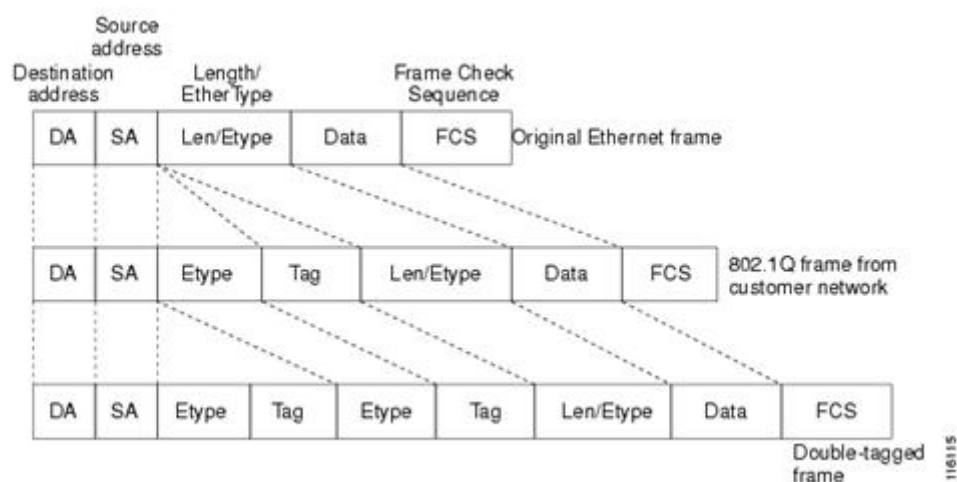 Source
address
Destination
address
Length/
EtherType
Frame Check
Sequence
DA SA Len/Etype Data FCS Original Ethernet frame
DA SA Etype Tag Len/Etype Data FCS 802.1Q frame from
customer network
DA SA Etype Tag Etype Tag Len/Etype Data FCS
Double-tagged
frame
116115